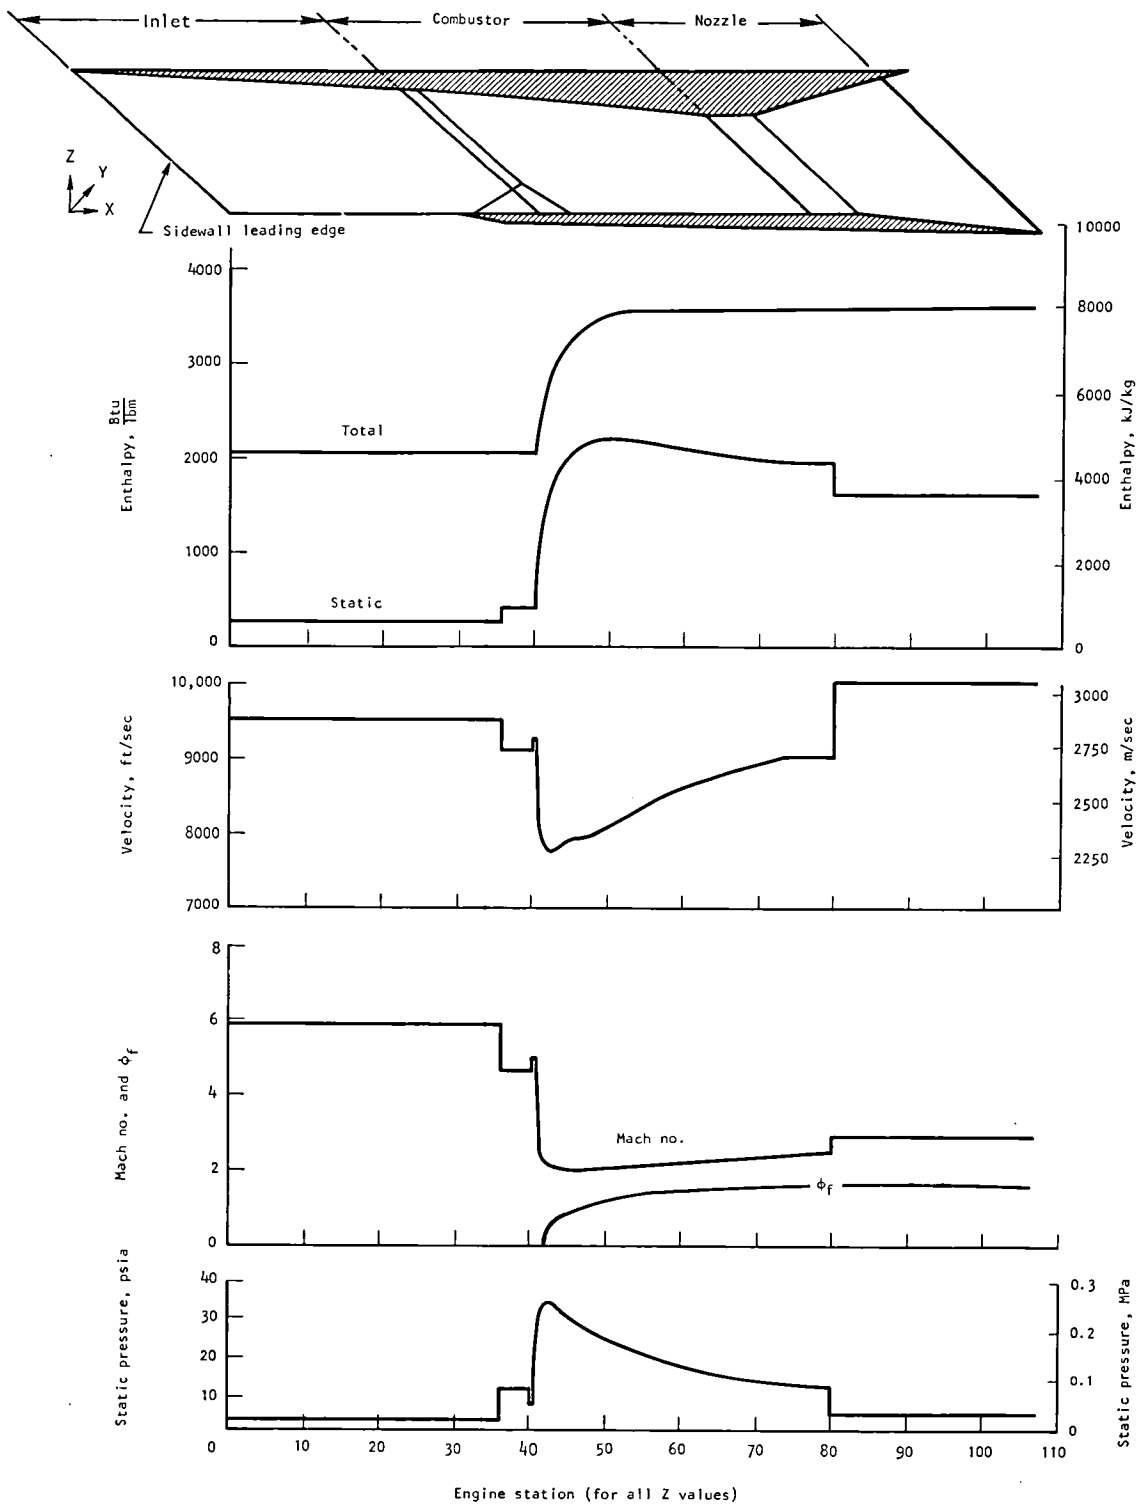 Inlet
Combustor
Nozzle
Z
Y
X
Sidewall leading edge
4000
3000
2000
1000
0
Enthalpy, Btu/lbm
Total
Static
10000
8000
6000
4000
2000
0
Enthalpy, kJ/kg
10,000
9000
8000
7000
Velocity, ft/sec
3000
2750
2500
2250
Velocity, m/sec
8
6
4
2
0
Mach no. and ϕf
Mach no.
ϕf
40
30
20
10
Static pressure, psia
0.3
0.2
0.1
0
Static pressure, MPa
0 10 20 30 40 50 60 70 80 90 100 110
Engine station (for all Z values)